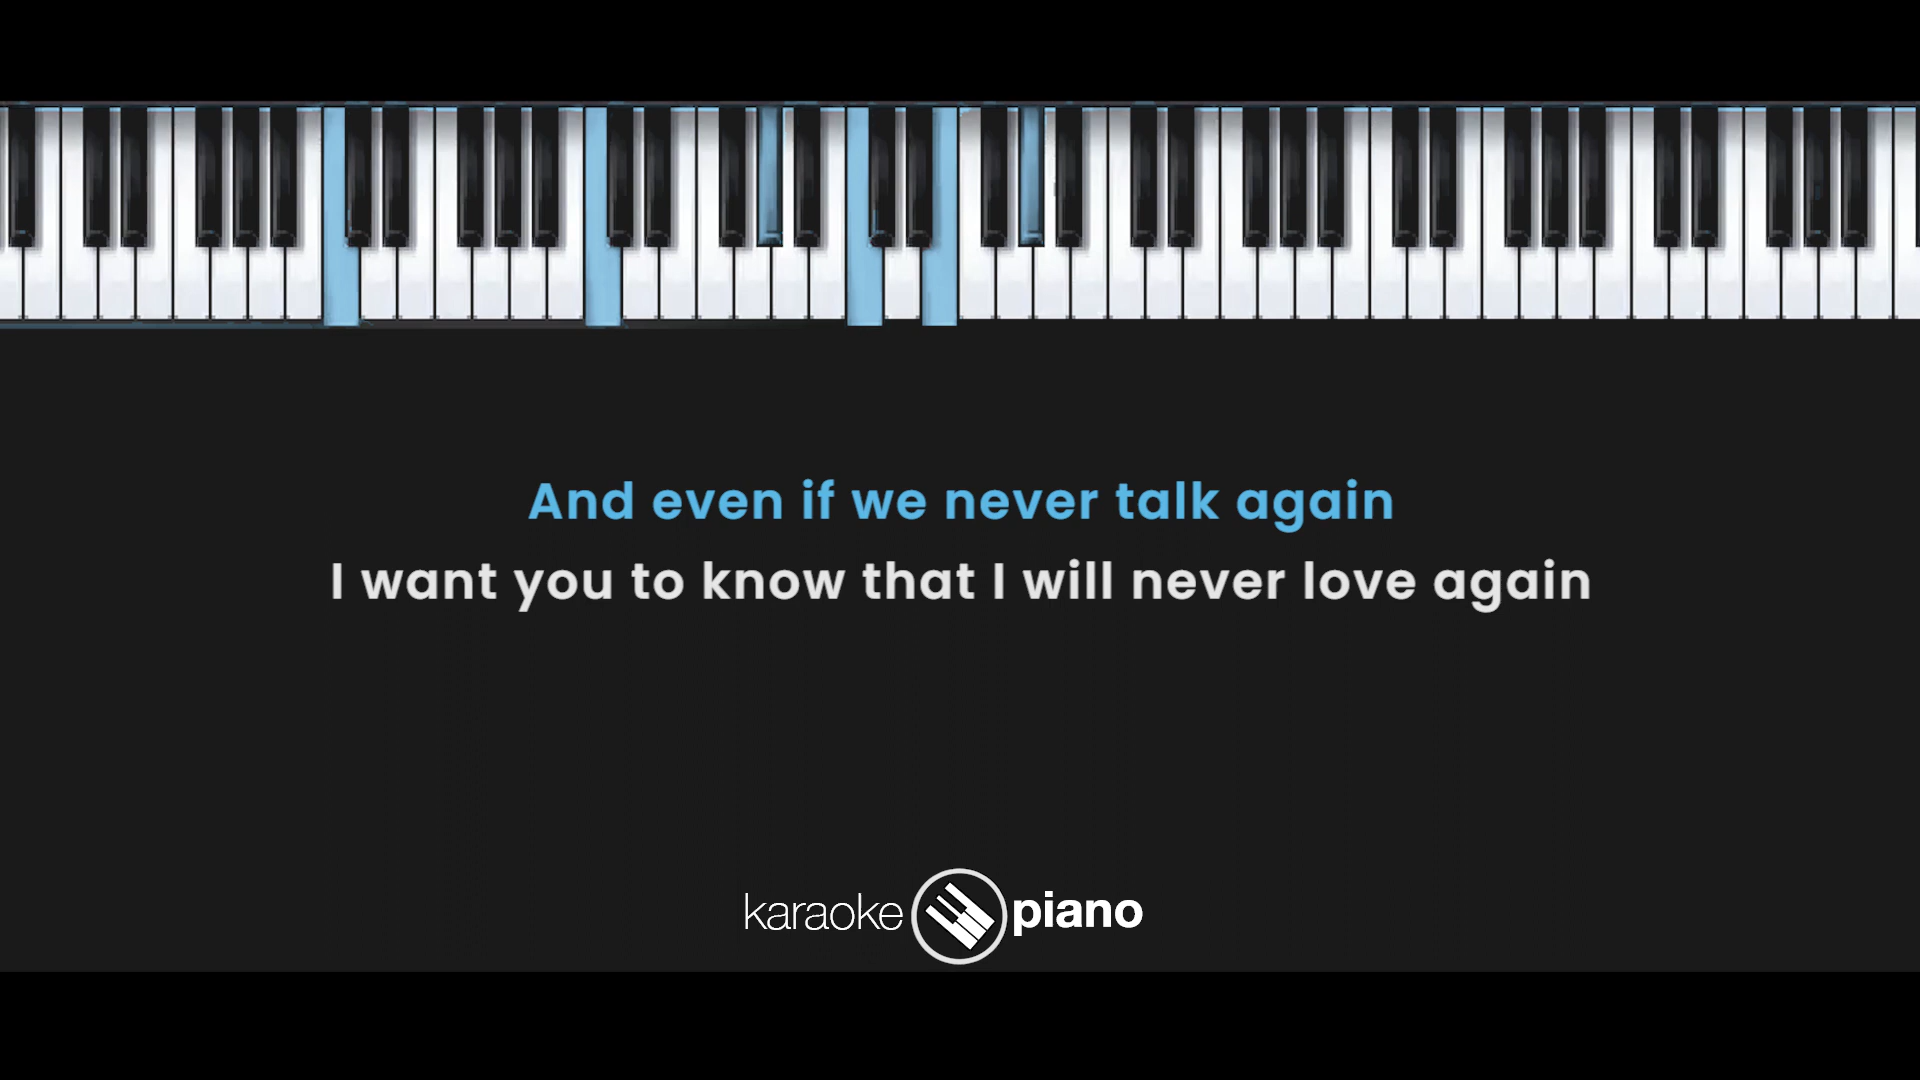 And even if we never talk again
I want you to know that I will never love again
karaoke piano